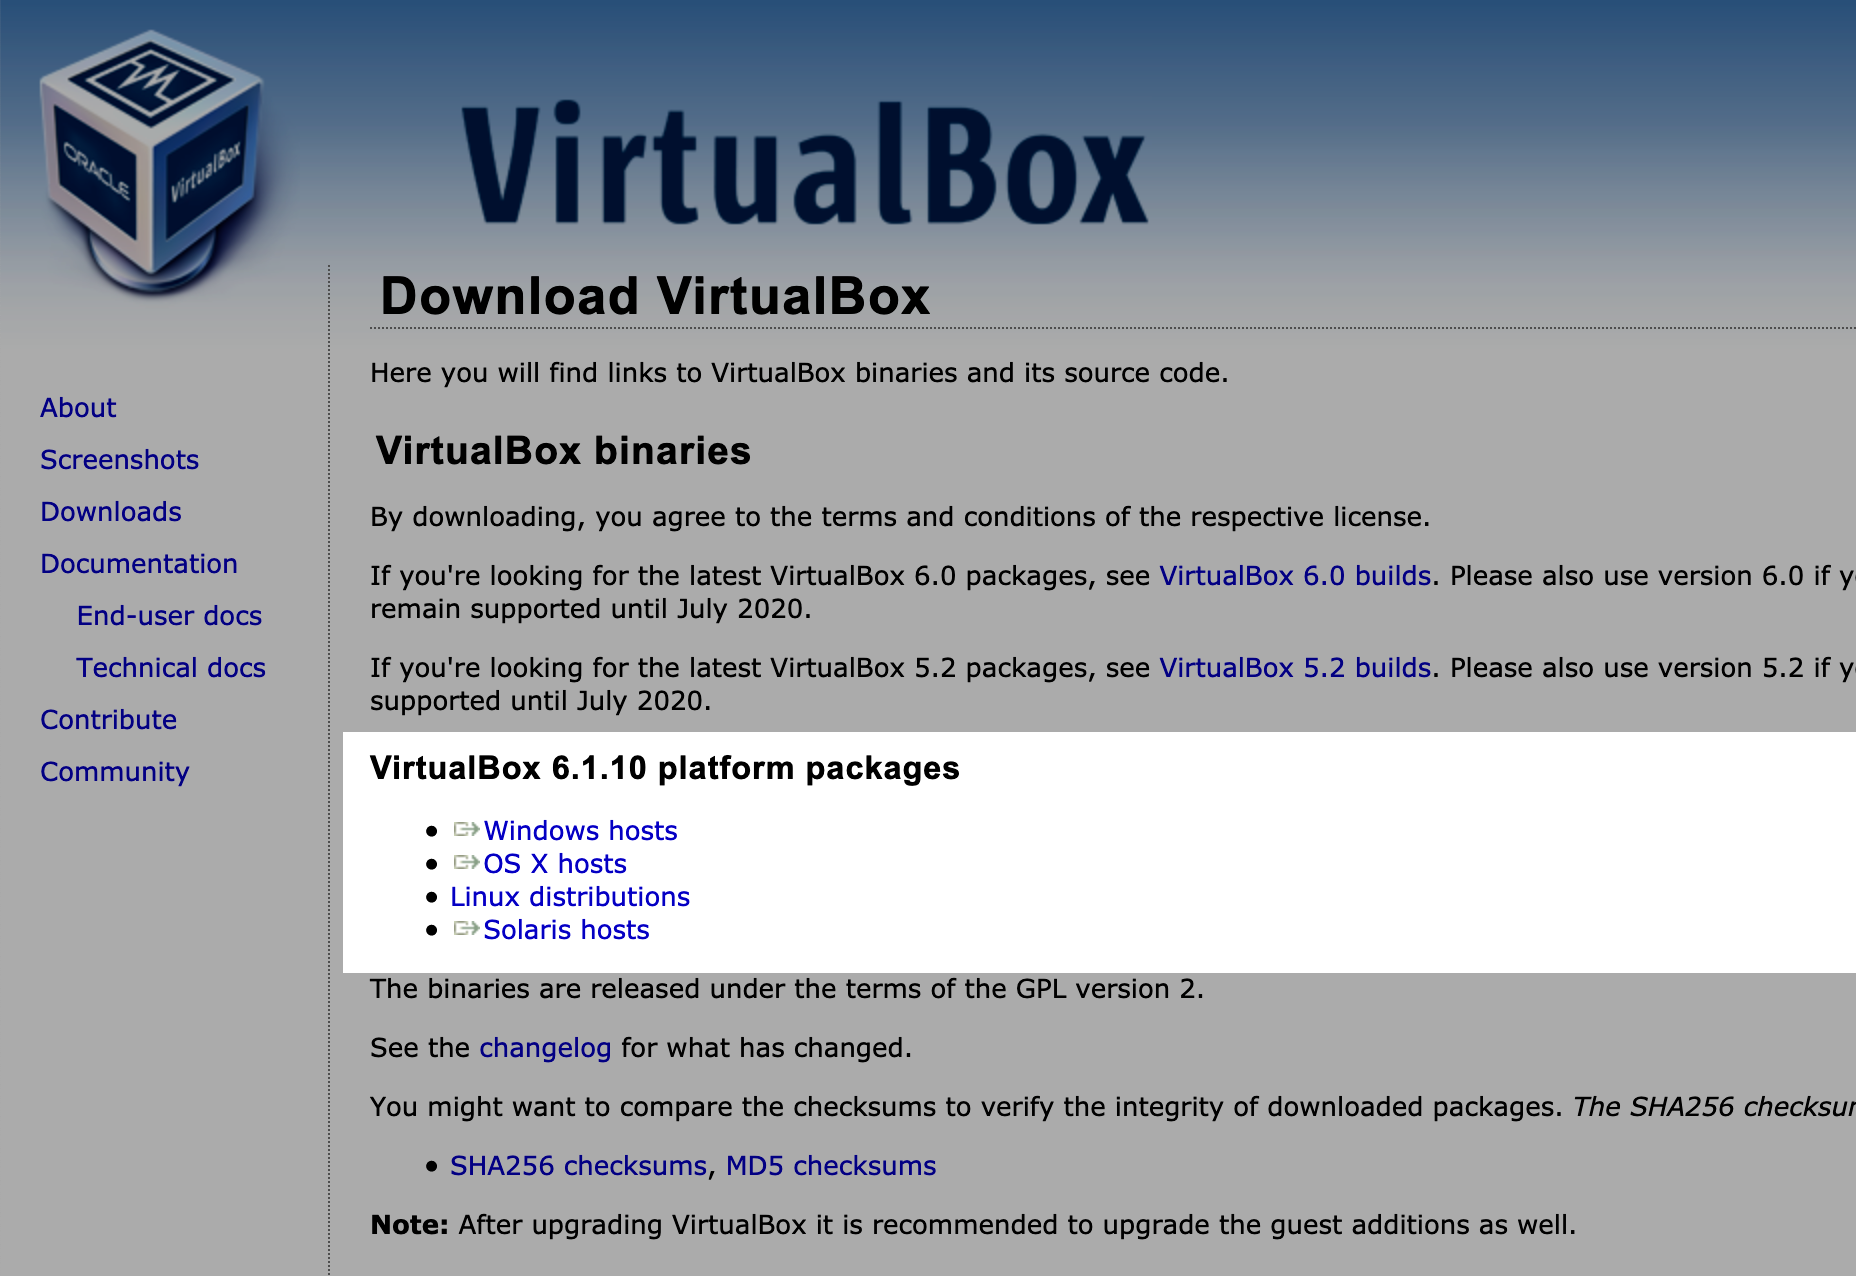 ORACLE
VirtualBox
VirtualBox
Download VirtualBox
Here you will find links to VirtualBox binaries and its source code.
About
Screenshots
Downloads
Documentation
End-user docs
Technical docs
Contribute
Community
VirtualBox binaries
By downloading, you agree to the terms and conditions of the respective license.
If you're looking for the latest VirtualBox 6.0 packages, see VirtualBox 6.0 builds. Please also use version 6.0 if
remain supported until July 2020.
If you're looking for the latest VirtualBox 5.2 packages, see VirtualBox 5.2 builds. Please also use version 5.2 if
supported until July 2020.
VirtualBox 6.1.10 platform packages
• Windows hosts
• OS X hosts
• Linux distributions
• Solaris hosts
The binaries are released under the terms of the GPL version 2.
See the changelog for what has changed.
You might want to compare the checksums to verify the integrity of downloaded packages. The SHA256
• SHA256 checksums, MD5 checksums
Note: After upgrading VirtualBox it is recommended to upgrade the guest additions as well.